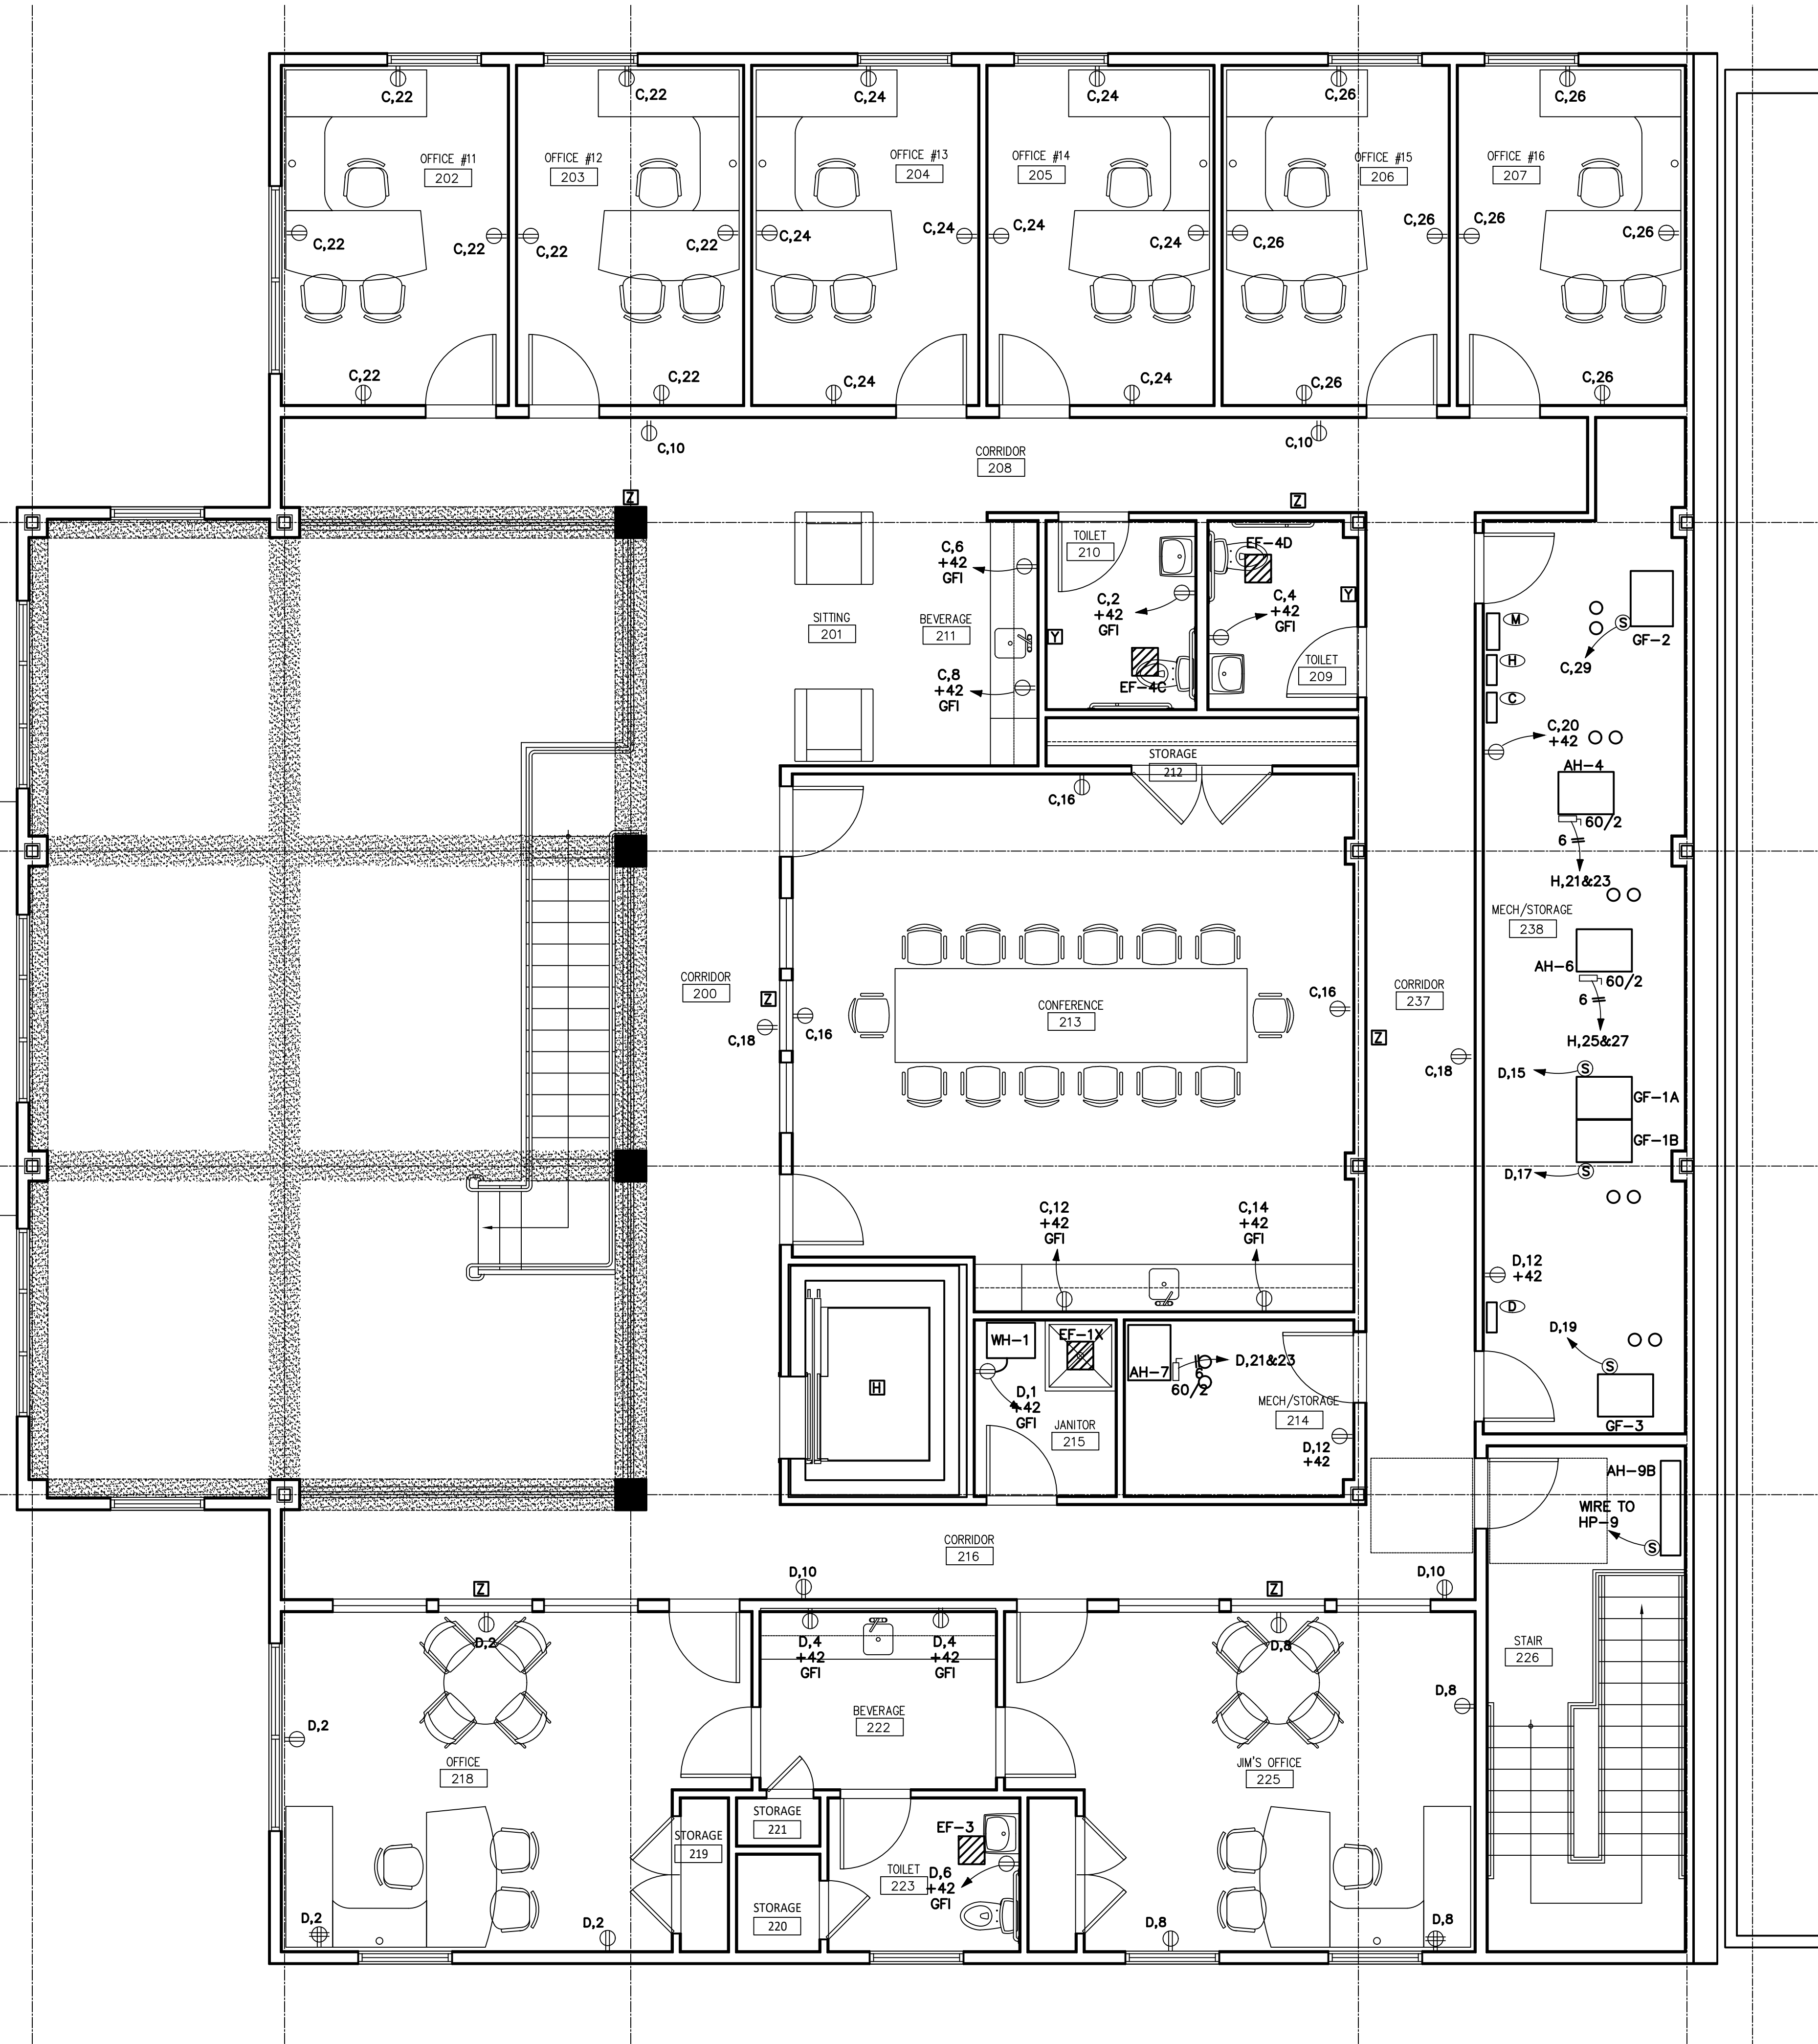 C,22
C,22
C,24
C,24
C,26
C,26
OFFICE #11
202
OFFICE #12
203
OFFICE #13
204
OFFICE #14
205
OFFICE #15
206
OFFICE #16
207
C,22
C,22
C,22
C,22
C,24
C,24
C,24
C,24
C,26
C,26
C,26
C,26
C,22
C,22
C,24
C,24
C,26
C,26
C,10
C,10
CORRIDOR
208
Z
Z
TOILET
210
EF-4D
C,6
+42
GFI
C,2
+42
GFI
C,4
+42
GFI
Y
Y
SITTING
201
BEVERAGE
211
C,8
+42
GFI
EF-4C
TOILET
209
M
H
C
S
GF-2
C,29
C,20
+42
STORAGE
212
C,16
AH-4
60/2
6
H,21&23
MECH/STORAGE
238
AH-6
60/2
6
H,25&27
CORRIDOR
200
Z
C,18
C,16
CONFERENCE
213
C,16
CORRIDOR
237
Z
C,18
D,15
S
GF-1A
GF-1B
D,17
S
C,12
+42
GFI
C,14
+42
GFI
D,12
+42
D
D,19
S
GF-3
H
WH-1
EF-1X
D,1
+42
GFI
JANITOR
215
AH-7
6
60/2
D,21&23
MECH/STORAGE
214
D,12
+42
AH-9B
WIRE TO
HP-9
S
CORRIDOR
216
Z
D,10
Z
D,10
D,2
D,4
+42
GFI
D,4
+42
GFI
D,8
STAIR
226
D,2
D,8
BEVERAGE
222
OFFICE
218
JIM'S OFFICE
225
STORAGE
219
STORAGE
221
EF-3
TOILET
223
D,6
+42
GFI
STORAGE
220
D,2
D,2
D,8
D,8